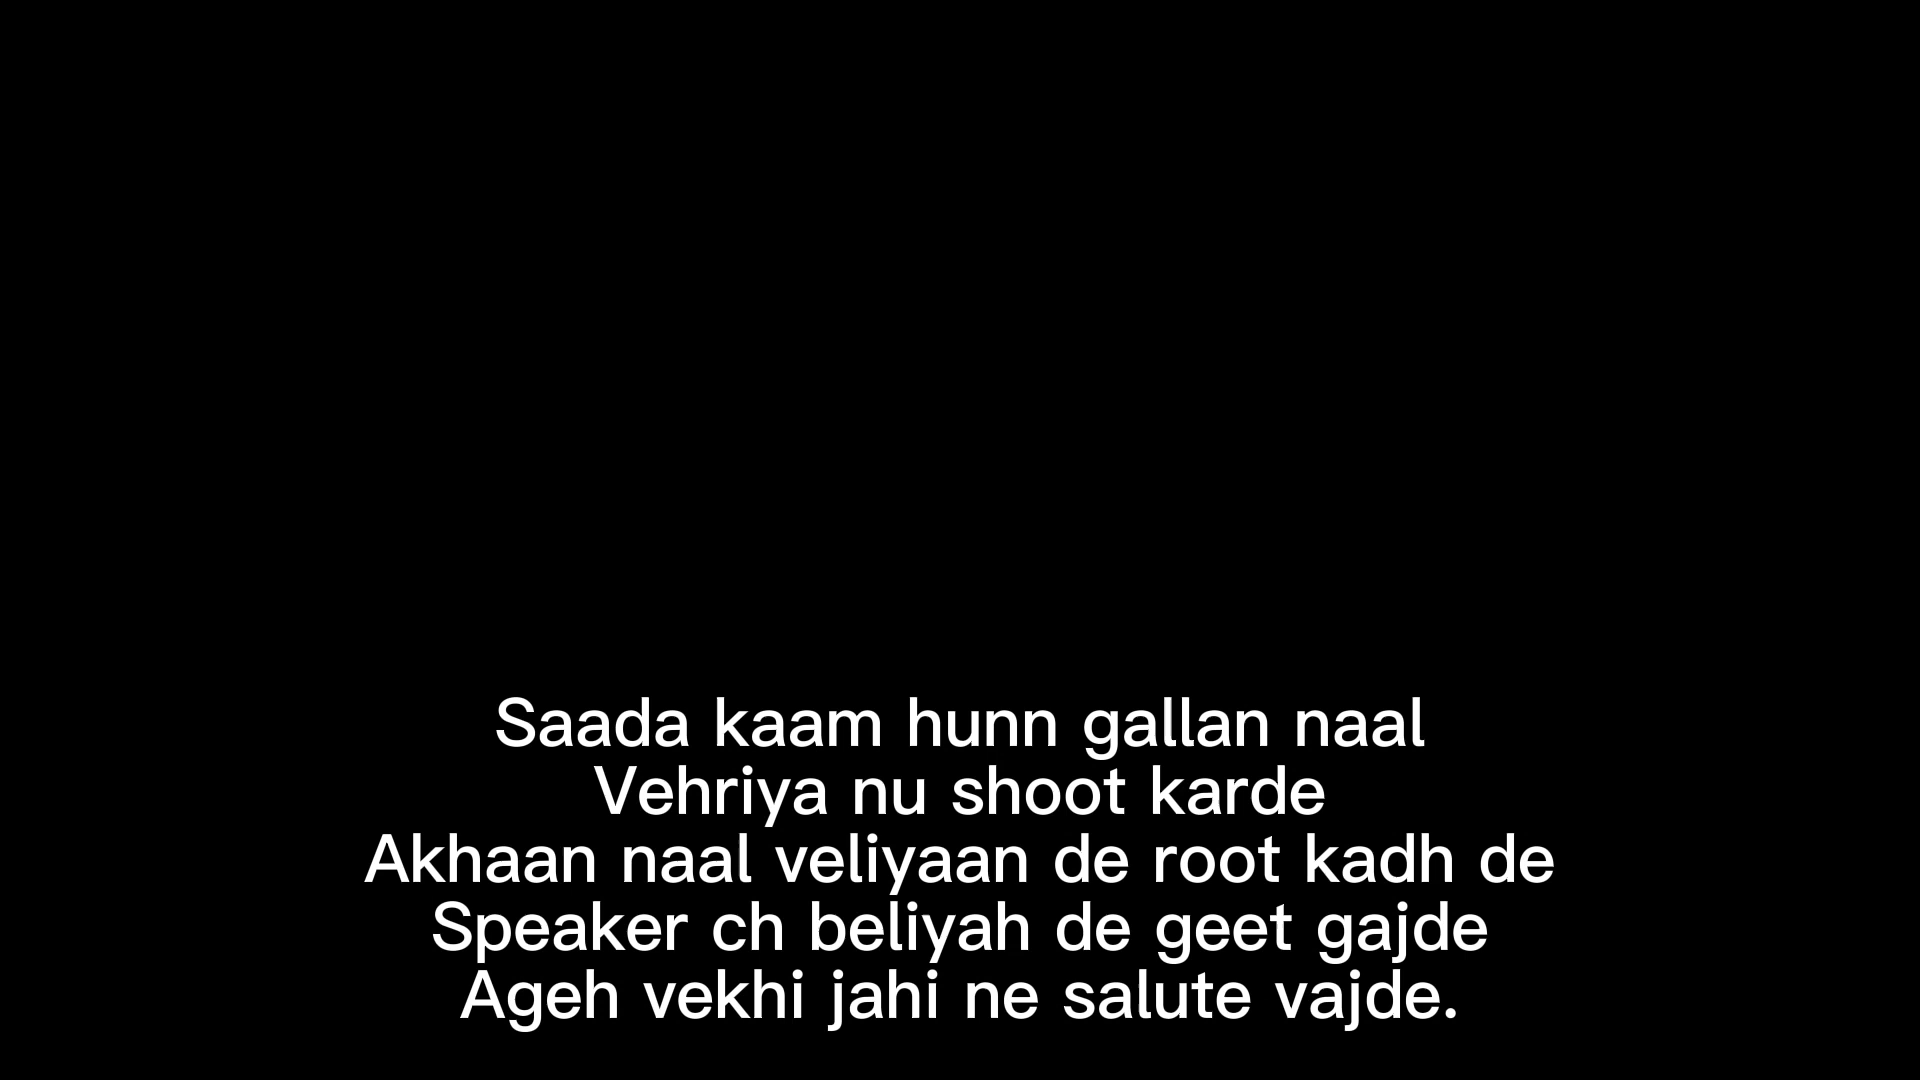 Saada kaam hunn gallan naal
Vehriya nu shoot karde
Akhaan naal veliyaan de root kadh de
Speaker ch beliyah de geet gajde
Ageh vekhi jahi ne salute vajde.